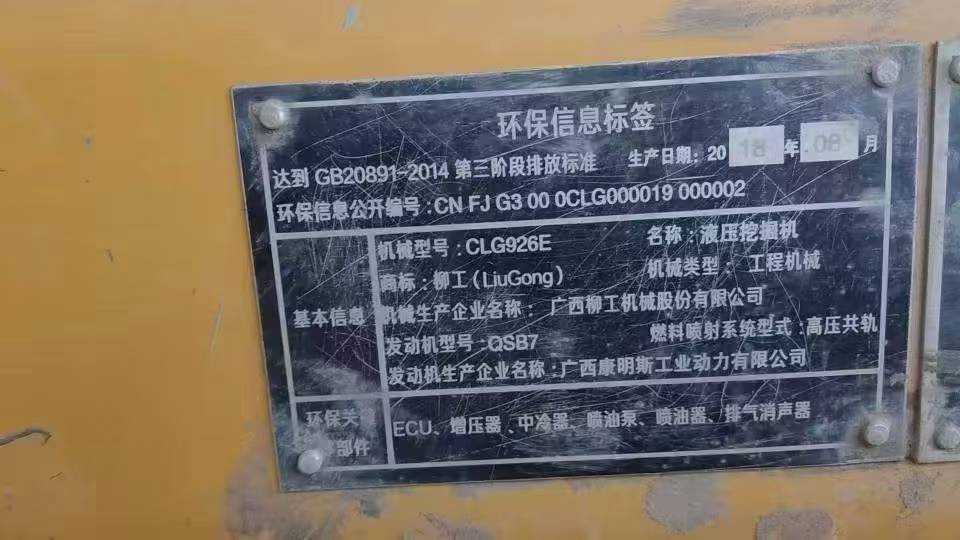 环保信息标签
达到 GB20891-2014 第三阶段排放标准 生产日期: 20 18 年 08 月
环保信息公开编号: CN FJ G3 00 0CLG000019 000002
基本信息
机械型号: CLG926E 名称: 液压挖掘机
商标: 柳工 (LiuGong) 机械类型: 工程机械
机械生产企业名称: 广西柳工机械股份有限公司
发动机型号: QSB7 燃料喷射系统型式: 高压共轨
发动机生产企业名称: 广西康明斯工业动力有限公司
环保关
部件
ECU、增压器、中冷器、喷油泵、喷油器、排气消声器